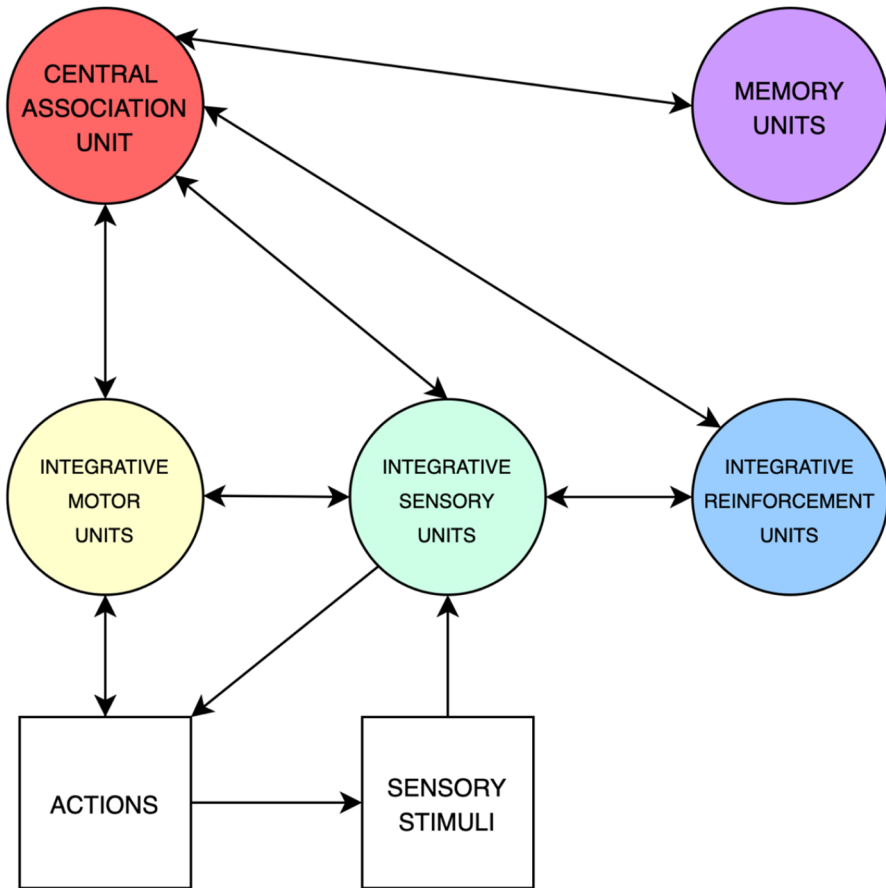 CENTRAL
ASSOCIATION
UNIT
MEMORY
UNITS
INTEGRATIVE
MOTOR
UNITS
INTEGRATIVE
SENSORY
UNITS
INTEGRATIVE
REINFORCEMENT
UNITS
ACTIONS
SENSORY
STIMULI